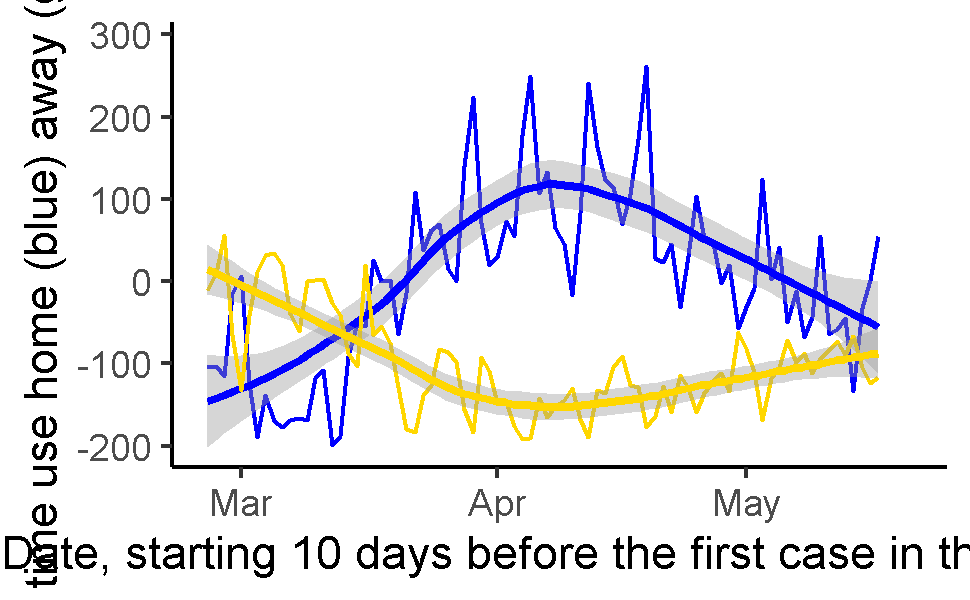 time use home (blue) away (
300
200
100
0
-100
-200
Mar Apr May
Date, starting 10 days before the first case in th